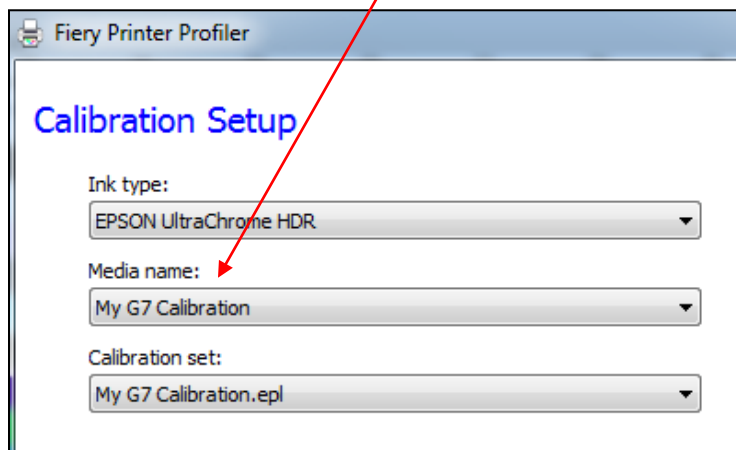 Fiery Printer Profiler
Calibration Setup
Ink type:
EPSON UltraChrome HDR
Media name:
My G7 Calibration
Calibration set:
My G7 Calibration.epl